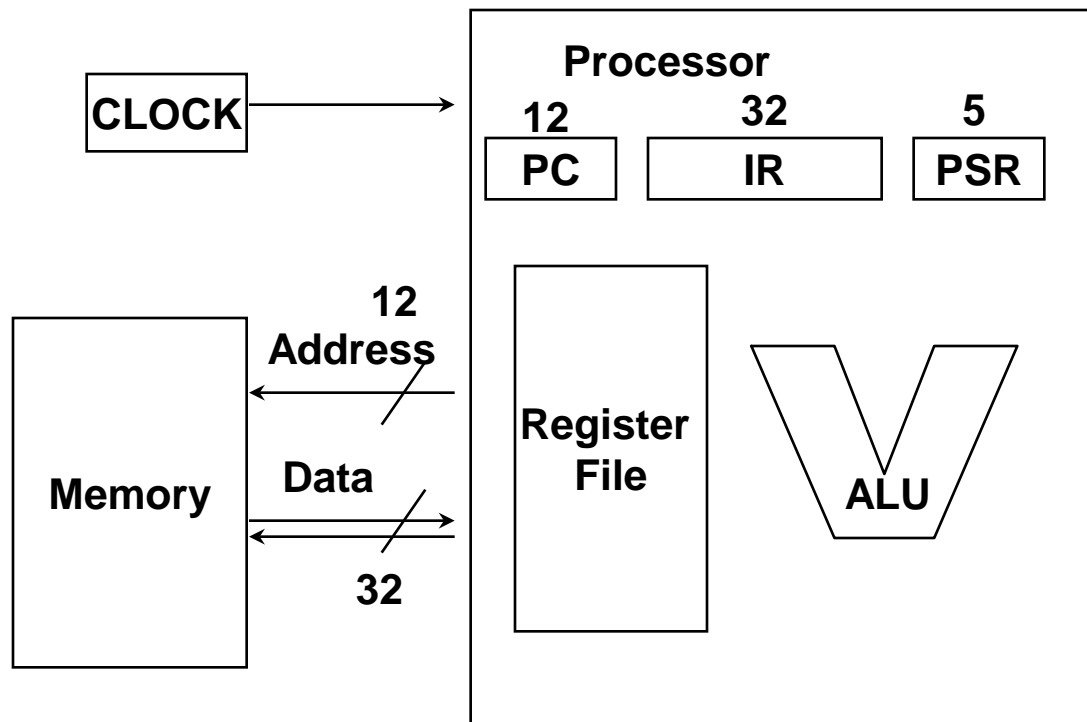 Processor
CLOCK
12
32
5
PC
IR
PSR
12
Address
Register
File
Memory
Data
ALU
32